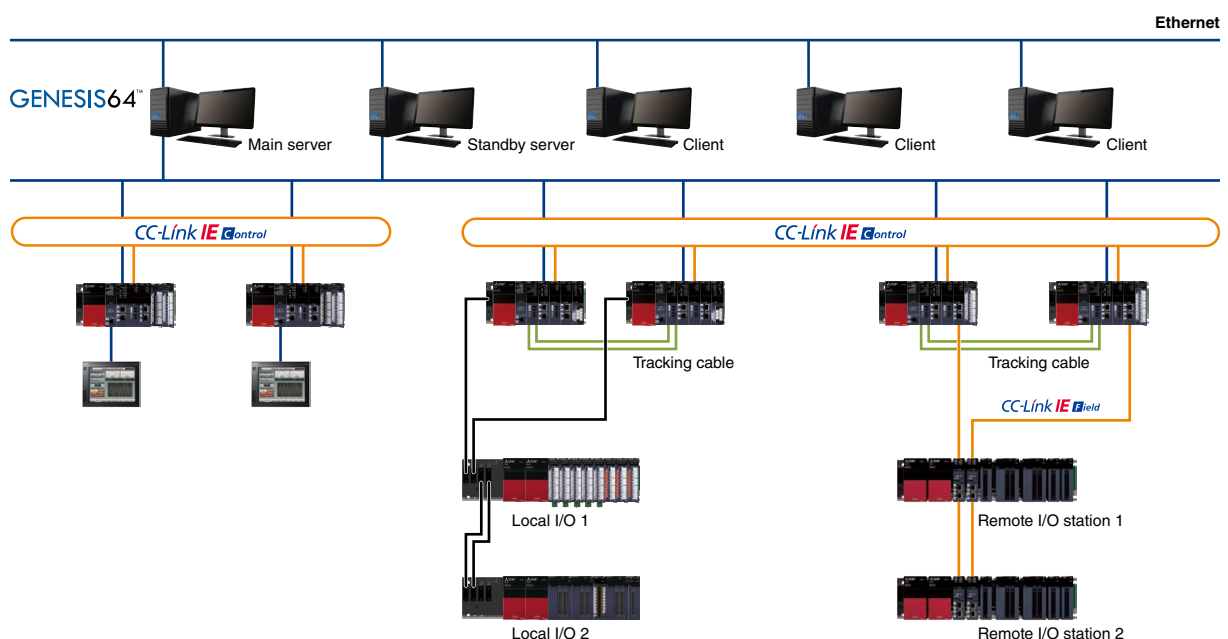 Ethernet
GENESIS64™
Main server
Standby server
Client
Client
Client
CC-Link IE Control
CC-Link IE Control
Tracking cable
Tracking cable
CC-Link IE Field
Local I/O 1
Remote I/O station 1
Local I/O 2
Remote I/O station 2